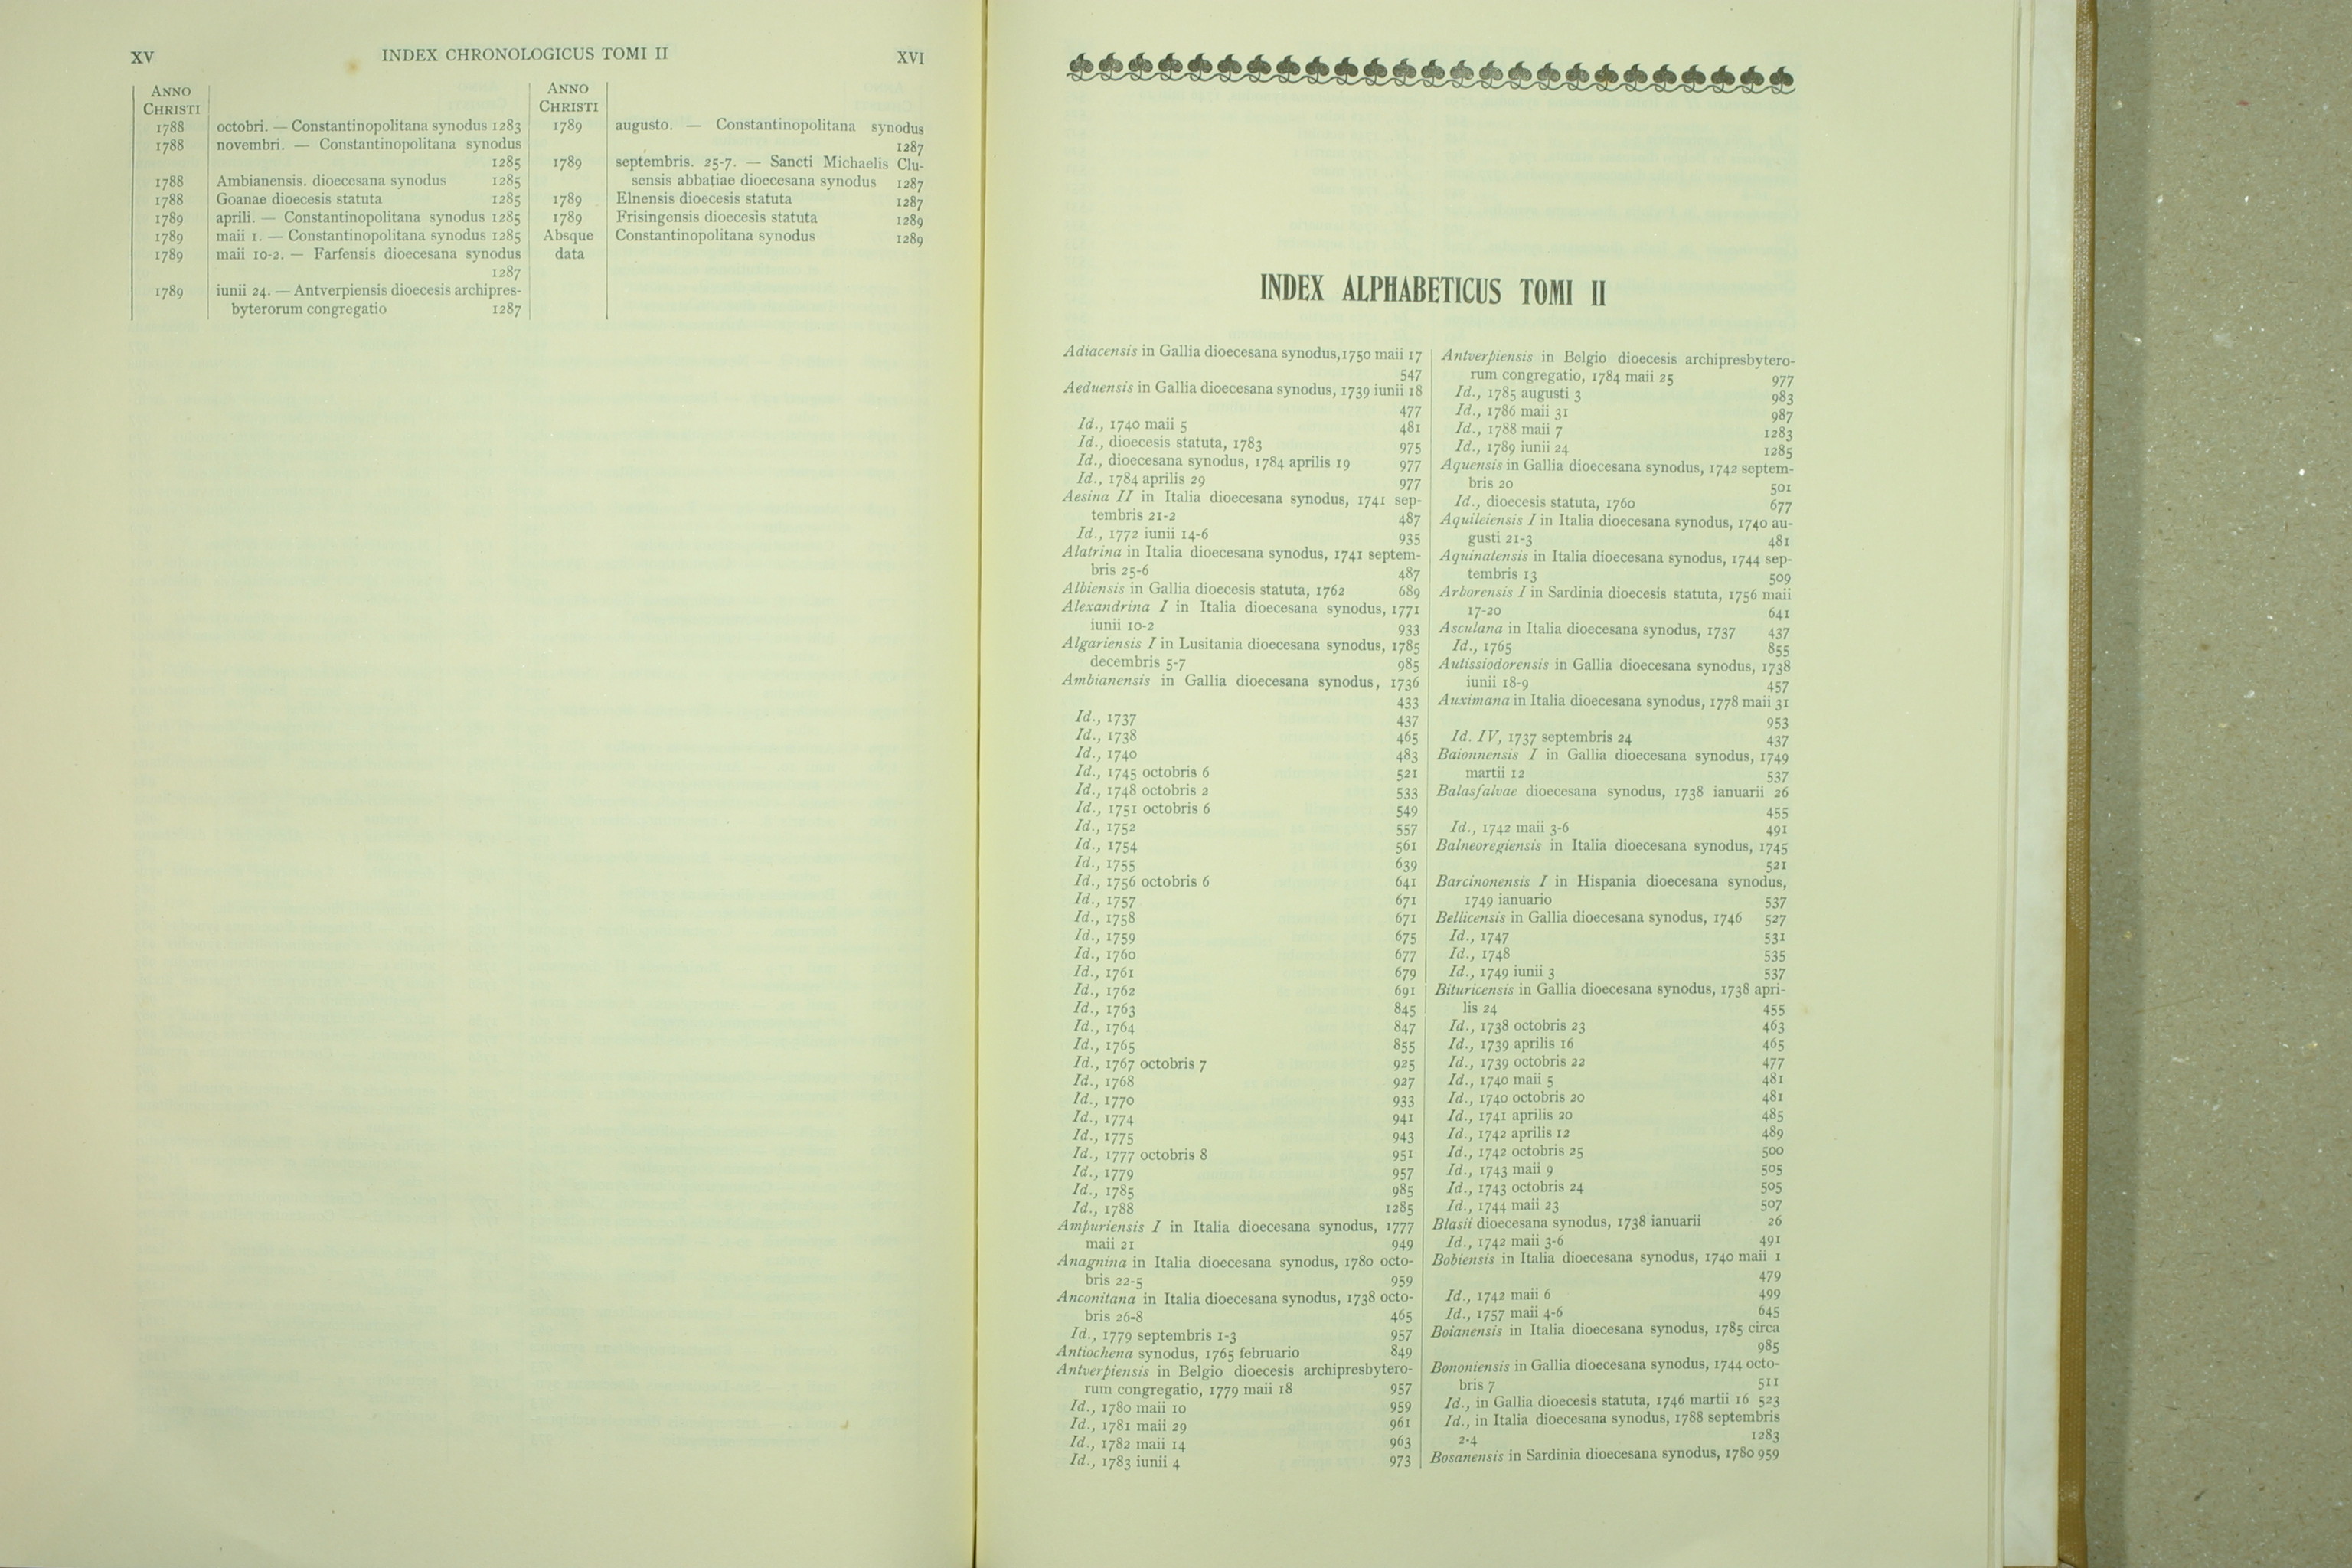 XV
INDEX CHRONOLOGICUS TOMI II
XVI
ANNO
CHRISTI
1788 octobri. — Constantinopolitana synodus 1283
1788 novembri. — Constantinopolitana synodus
1285
1788 Ambianensis. dioecesana synodus 1285
1788 Goanae dioecesis statuta 1285
1789 aprili. — Constantinopolitana synodus 1285
1789 maii 1. — Constantinopolitana synodus 1285
1789 maii 10-2. — Farfensis dioecesana synodus
1287
1789 iunii 24. — Antverpiensis dioecesis archipres-
byterorum congregatio 1287
ANNO
CHRISTI
1789 augusto. — Constantinopolitana synodus
1287
1789 septembris. 25-7. — Sancti Michaelis Clu-
sensis abbatiae dioecesana synodus 1287
1789 Elnensis dioecesis statuta 1287
1789 Frisingensis dioecesis statuta 1289
Absque Constantinopolitana synodus 1289
data
INDEX ALPHABETICUS TOMI II
Adiacensis in Gallia dioecesana synodus, 1750 maii 17
547
Aeduensis in Gallia dioecesana synodus, 1739 iunii 18
477
Id., 1740 maii 5 481
Id., dioecesis statuta, 1783 975
Id., dioecesana synodus, 1784 aprilis 19 977
Id., 1784 aprilis 29 977
Aesina II in Italia dioecesana synodus, 1741 sep-
tembris 21-2 487
Id., 1772 iunii 14-6 935
Alatrina in Italia dioecesana synodus, 1741 septem-
bris 25-6 487
Albiensis in Gallia dioecesis statuta, 1762 689
Alexandrina I in Italia dioecesana synodus, 1771
iunii 10-2 933
Algariensis I in Lusitania dioecesana synodus, 1785
decembris 5-7 985
Ambianensis in Gallia dioecesana synodus, 1736
433
Id., 1737 437
Id., 1738 465
Id., 1740 483
Id., 1745 octobris 6 521
Id., 1748 octobris 2 533
Id., 1751 octobris 6 549
Id., 1752 557
Id., 1754 561
Id., 1755 639
Id., 1756 octobris 6 641
Id., 1757 671
Id., 1758 671
Id., 1759 675
Id., 1760 677
Id., 1761 679
Id., 1762 691
Id., 1763 845
Id., 1764 847
Id., 1765 855
Id., 1767 octobris 7 925
Id., 1768 927
Id., 1770 933
Id., 1774 941
Id., 1775 943
Id., 1777 octobris 8 951
Id., 1779 957
Id., 1785 985
Id., 1788 1285
Ampuriensis I in Italia dioecesana synodus, 1777
maii 21 949
Anagnina in Italia dioecesana synodus, 1780 octo-
bris 22-5 959
Anconitana in Italia dioecesana synodus, 1738 octo-
bris 26-8 465
Id., 1779 septembris 1-3 957
Antiochena synodus, 1765 februario 849
Antverpiensis in Belgio dioecesis archipresbytero-
rum congregatio, 1779 maii 18 957
Id., 1780 maii 10 959
Id., 1781 maii 29 961
Id., 1782 maii 14 963
Id., 1783 iunii 4 973
Antverpiensis in Belgio dioecesis archipresbytero-
rum congregatio, 1784 maii 25 977
Id., 1785 augusti 3 983
Id., 1786 maii 31 987
Id., 1788 maii 7 1283
Id., 1789 iunii 24 1285
Aquensis in Gallia dioecesana synodus, 1742 septem-
bris 20 501
Id., dioecesis statuta, 1760 677
Aquileiensis I in Italia dioecesana synodus, 1740 au-
gusti 21-3 481
Aquinatensis in Italia dioecesana synodus, 1744 sep-
tembris 13 509
Arborensis I in Sardinia dioecesis statuta, 1756 maii
17-20 641
Asculana in Italia dioecesana synodus, 1737 437
Id., 1765 855
Autissiodorensis in Gallia dioecesana synodus, 1738
iunii 18-9 457
Auximana in Italia dioecesana synodus, 1778 maii 31
953
Id. IV, 1737 septembris 24 437
Baionnensis I in Gallia dioecesana synodus, 1749
martii 12 537
Balasfalvae dioecesana synodus, 1738 ianuarii 26
455
Id., 1742 maii 3-6 491
Balneoregiensis in Italia dioecesana synodus, 1745
521
Barcinonensis I in Hispania dioecesana synodus,
1749 ianuario 537
Bellicensis in Gallia dioecesana synodus, 1746 527
Id., 1747 531
Id., 1748 535
Id., 1749 iunii 3 537
Bituricensis in Gallia dioecesana synodus, 1738 apri-
lis 24 455
Id., 1738 octobris 23 463
Id., 1739 aprilis 16 465
Id., 1739 octobris 22 477
Id., 1740 maii 5 481
Id., 1740 octobris 20 481
Id., 1741 aprilis 20 485
Id., 1742 aprilis 12 489
Id., 1742 octobris 25 500
Id., 1743 maii 9 505
Id., 1743 octobris 24 505
Id., 1744 maii 23 507
Blasii dioecesana synodus, 1738 ianuarii 26
Id., 1742 maii 3-6 491
Bobiensis in Italia dioecesana synodus, 1740 maii 1
479
Id., 1742 maii 6 499
Id., 1757 maii 4-6 645
Boianensis in Italia dioecesana synodus, 1785 circa
985
Bononiensis in Gallia dioecesana synodus, 1744 octo-
bris 7 511
Id., in Gallia dioecesis statuta, 1746 martii 16 523
Id., in Italia dioecesana synodus, 1788 septembris
2-4 1283
Bosanensis in Sardinia dioecesana synodus, 1780 959